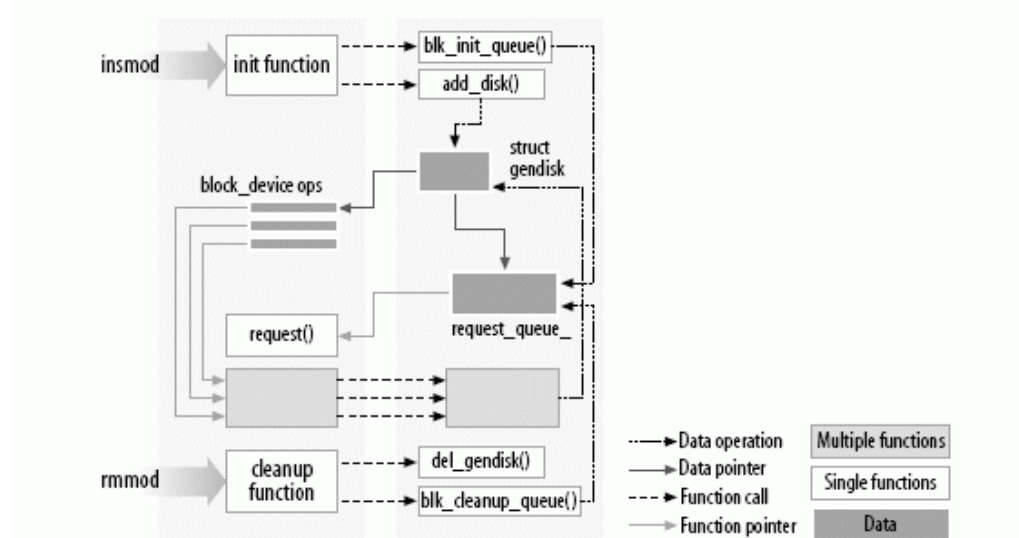 insmod
init function
blk_init_queue()
add_disk()
struct
gendisk
block_device ops
request_queue_
request()
rmmod
cleanup
function
del_gendisk()
blk_cleanup_queue()
Data operation
Data pointer
Function call
Function pointer
Multiple functions
Single functions
Data